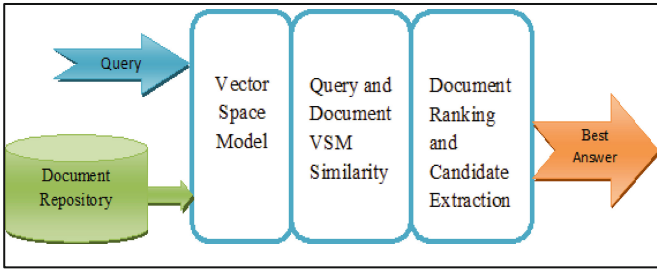 Query
Document
Repository
Vector
Space
Model
Query and
Document
VSM
Similarity
Document
Ranking
and
Candidate
Extraction
Best
Answer